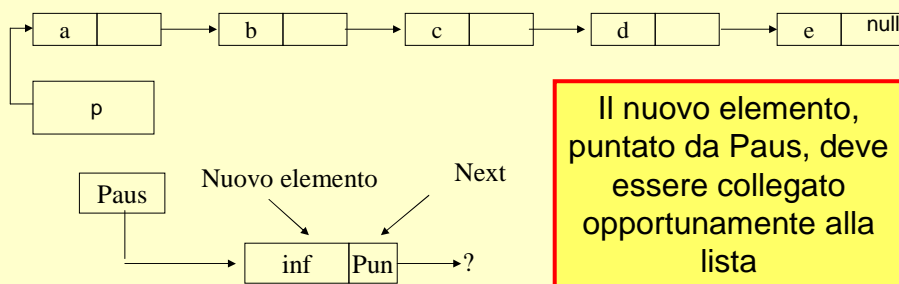 a b c d e null
p
Il nuovo elemento,
puntato da Paus, deve
essere collegato
opportunamente alla
lista
Nuovo elemento
Next
Paus
inf Pun ?